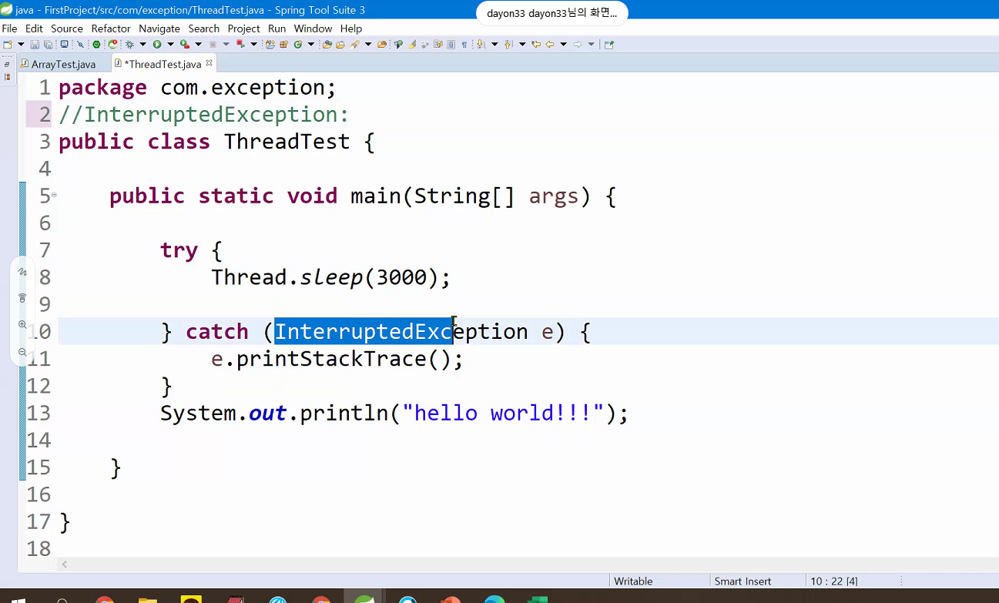 java - FirstProject/src/com/exception/ThreadTest.java - Spring Tool Suite 3
dayon33 dayon33님의 화면...
File Edit Source Refactor Navigate Search Project Run Window Help
ArrayTest.java *ThreadTest.java
1 package com.exception;
2 //InterruptedException:
3 public class ThreadTest {
4
5 public static void main(String[] args) {
6
7 try {
8 Thread.sleep(3000);
9
10 } catch (InterruptedException e) {
11 e.printStackTrace();
12 }
13 System.out.println("hello world!!!");
14
15 }
16
17 }
18
Writable Smart Insert 10 : 22 [4]